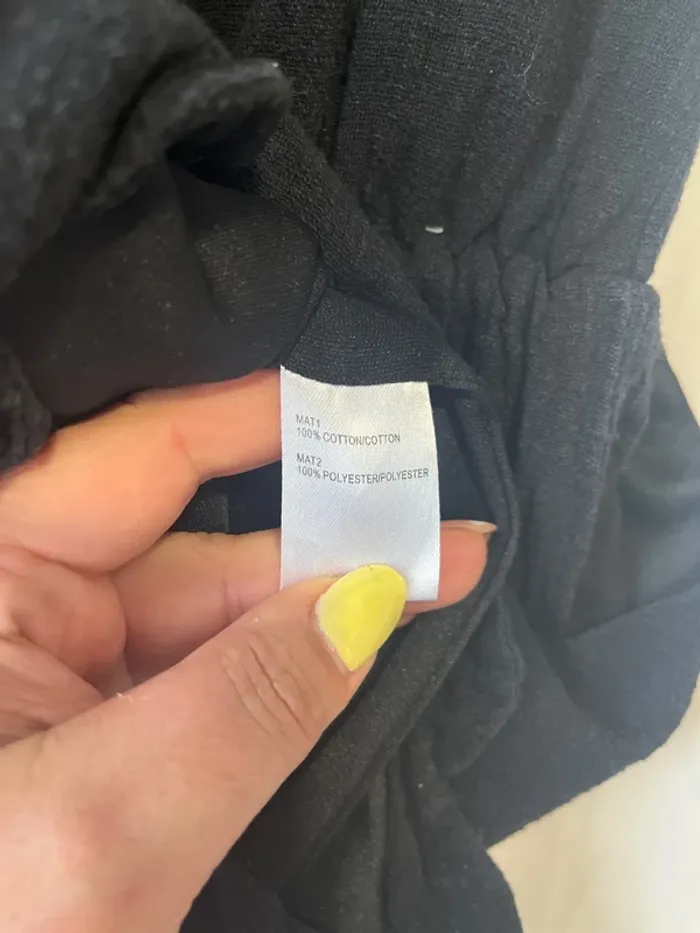 MAT1
100% COTTON/COTTON
MAT2
100% POLYESTER/POLYESTER